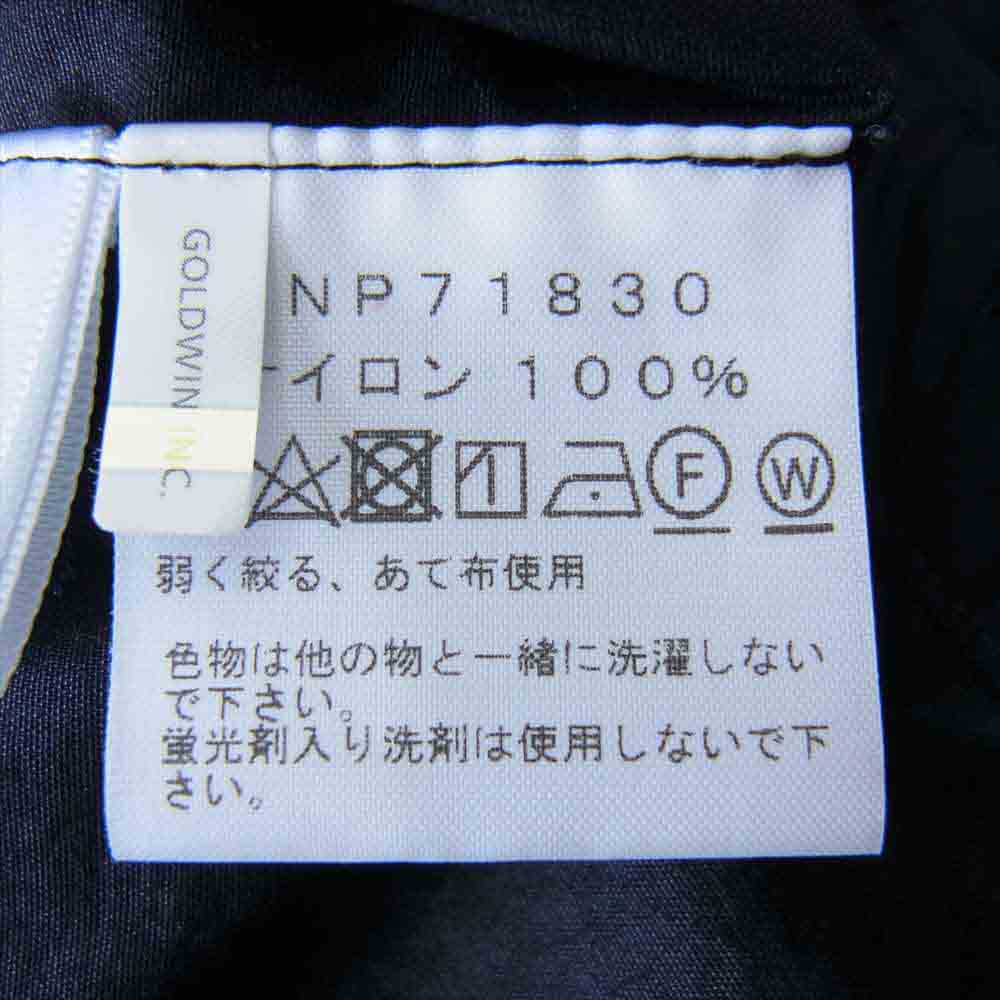 GOLDWIN INC.
NP71830
イロン 100%
F W
弱く絞る、あて布使用
色物は他の物と一緒に洗濯しない
で下さい。
蛍光剤入り洗剤は使用しないで下
さい。